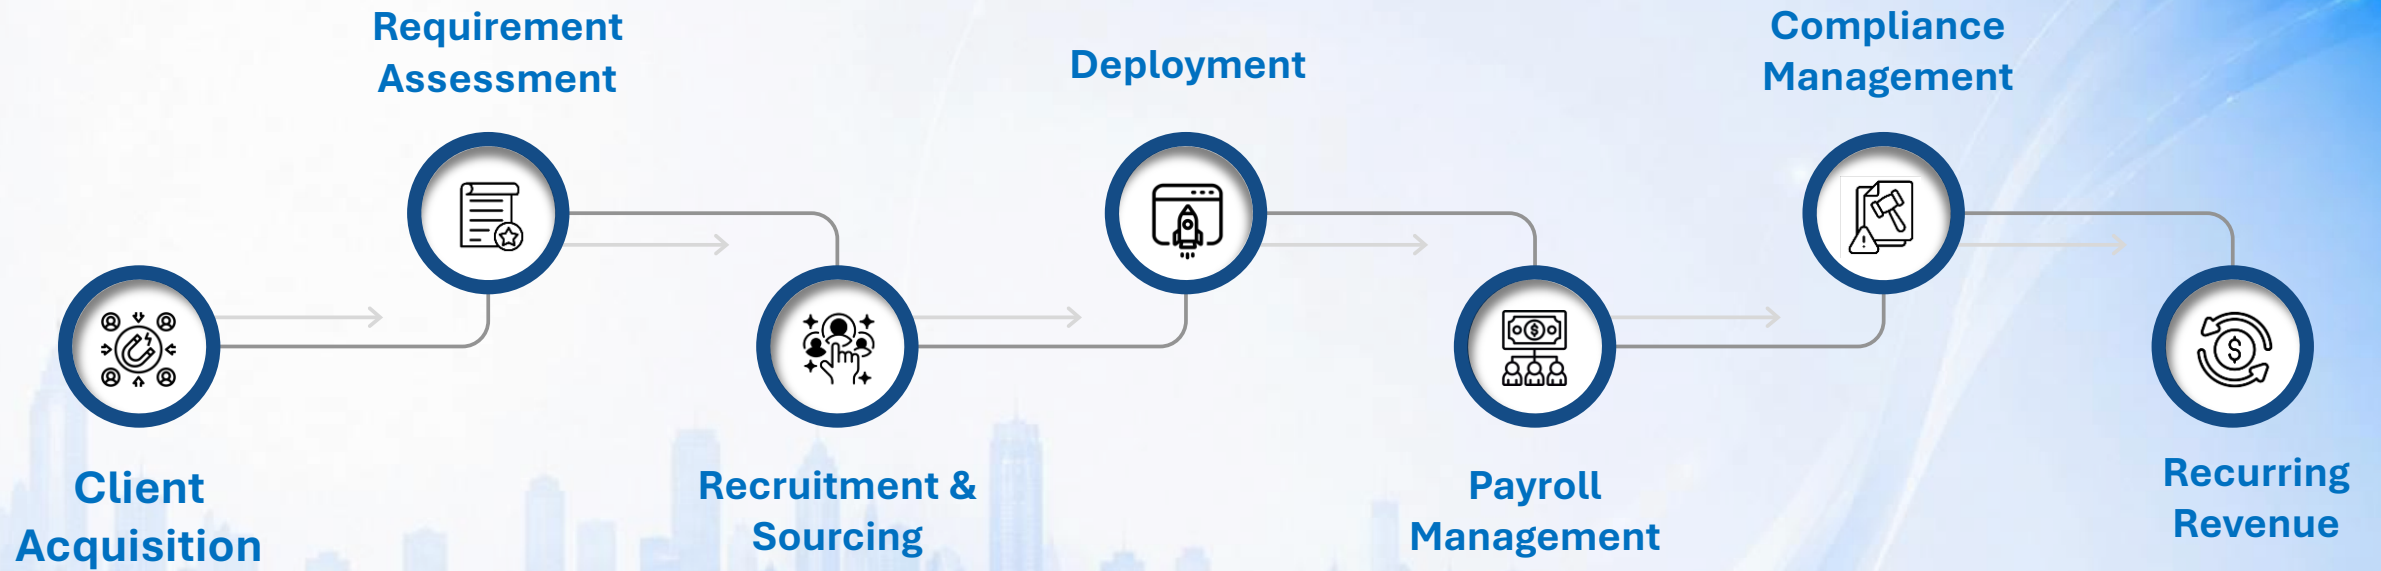 Client
Acquisition
Requirement
Assessment
Recruitment &
Sourcing
Deployment
Payroll
Management
Compliance
Management
Recurring
Revenue